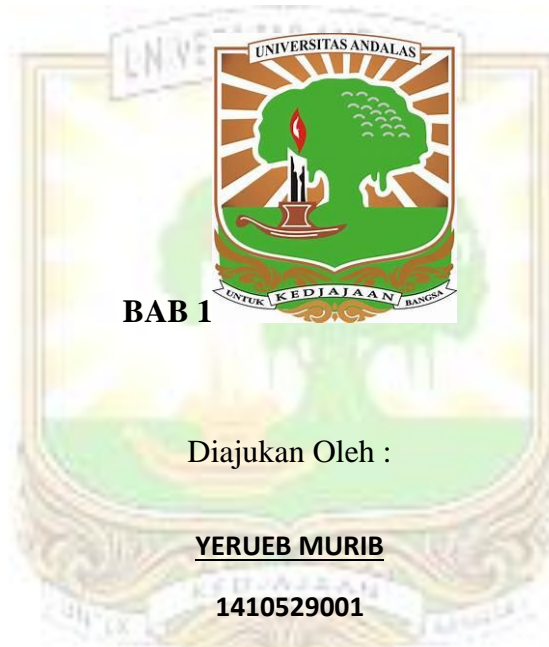 UNIVERSITAS ANDALAS
UNTUK KEDJAJAAN BANGSA
BAB 1
Diajukan Oleh :
YERUEB MURIB
1410529001